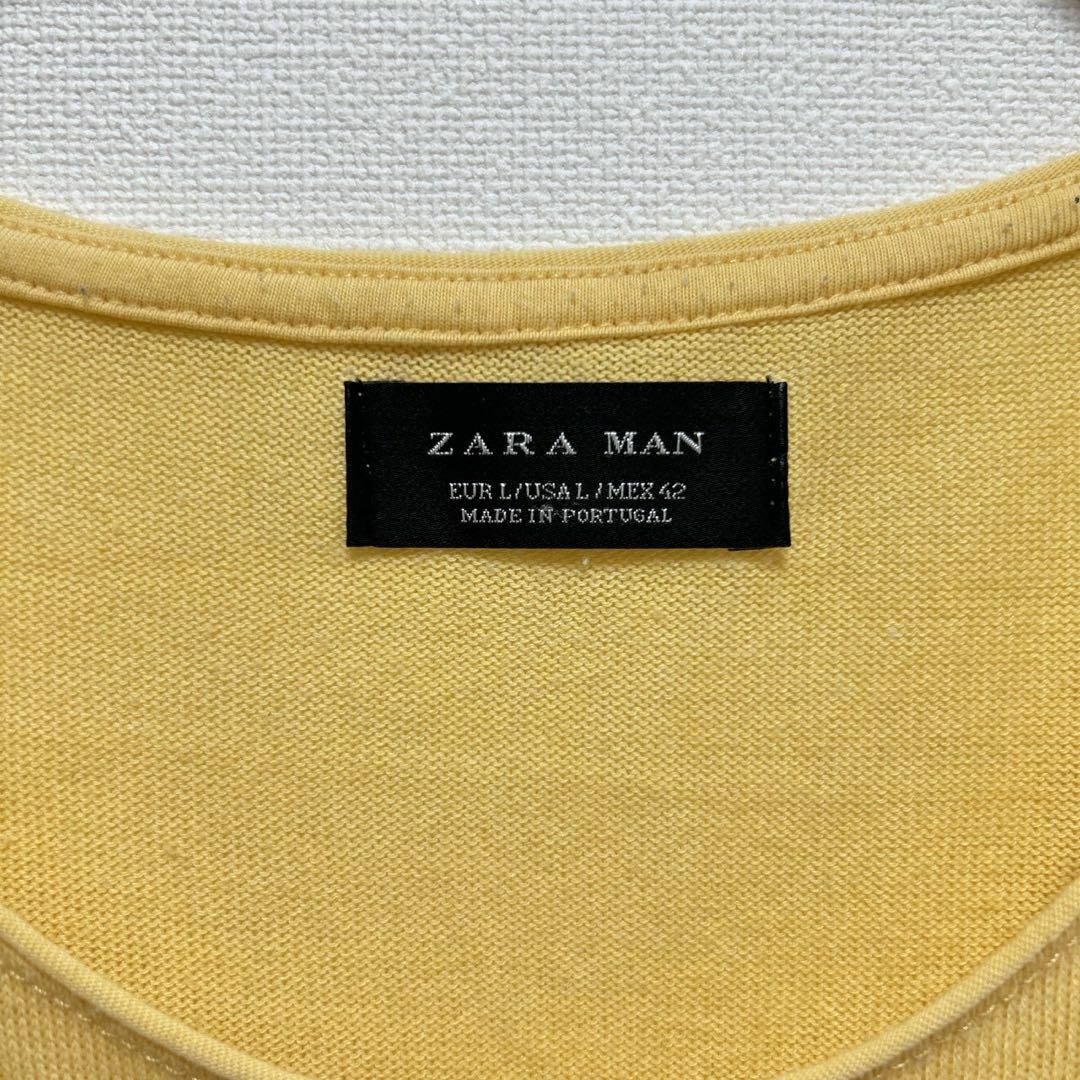 ZARA MAN
EUR L/USA L/MEX 42
MADE IN PORTUGAL